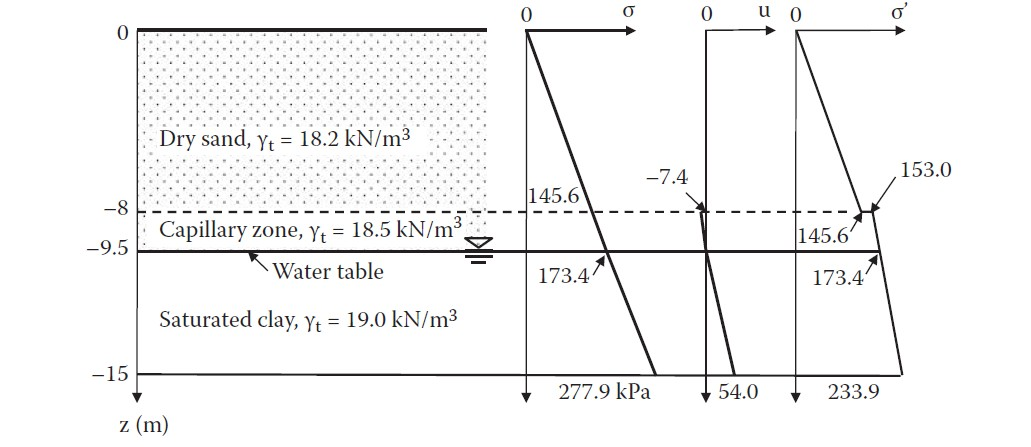 0 σ 0 u 0 σ'
0
Dry sand, γt = 18.2 kN/m³
153.0
−7.4
145.6
−8
Capillary zone, γt = 18.5 kN/m³
145.6
−9.5
Water table
173.4
173.4
Saturated clay, γt = 19.0 kN/m³
−15
277.9 kPa
54.0
233.9
z (m)